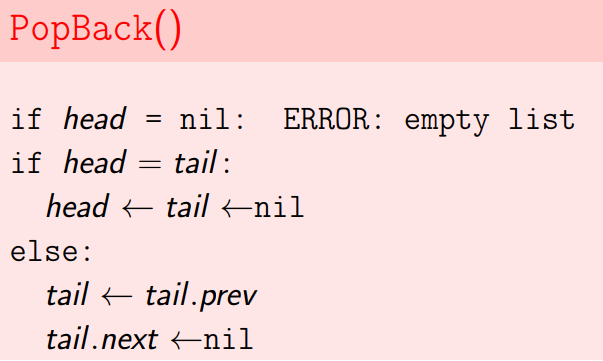 PopBack()
if head = nil: ERROR: empty list
if head = tail:
head ← tail ←nil
else:
tail ← tail.prev
tail.next ←nil